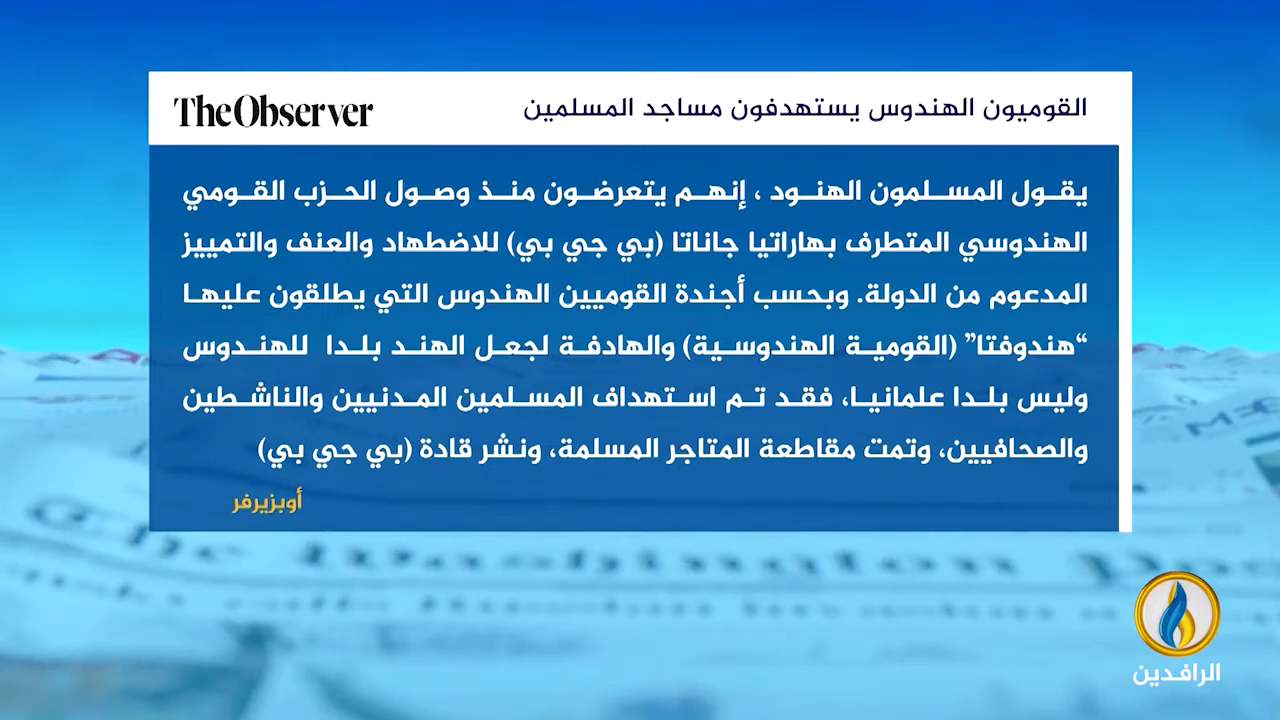 The Observer
القوميون الهندوس يستهدفون مساجد المسلمين
يقول المسلمون الهنود ، إنهم يتعرضون منذ وصول الحزب القومي
الهندوسي المتطرف بهاراتيا جاناتا (بي جي بي) للاضطهاد والعنف والتمييز
المدعوم من الدولة. وبحسب أجندة القوميين الهندوس التي يطلقون عليها
“هندوفتا” (القومية الهندوسية) والهادفة لجعل الهند بلدا للهندوس
وليس بلدا علمانيا، فقد تم استهداف المسلمين المدنيين والناشطين
والصحافيين، وتمت مقاطعة المتاجر المسلمة، ونشر قادة (بي جي بي)
أوبزيرفر
الرافدين